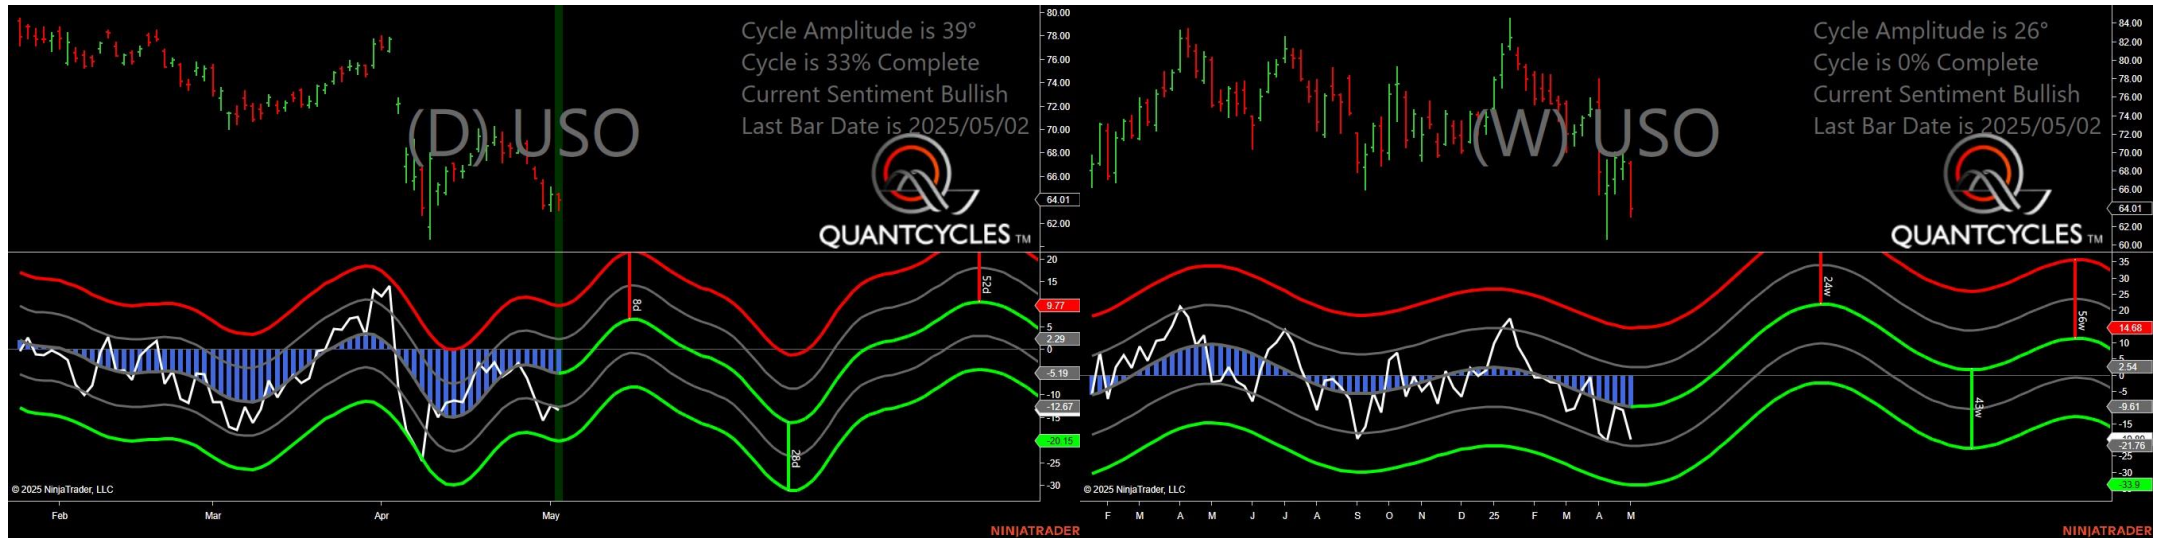 Cycle Amplitude is 39°
Cycle is 33% Complete
Current Sentiment Bullish
Last Bar Date is 2025/05/02
(D) USO
QUANTCYCLES TM
80.00
78.00
76.00
74.00
72.00
70.00
68.00
66.00
64.01
62.00
20
15
9.77
5
2.29
0
-5.19
-10
-12.67
-15
-20.15
-25
-30
8d
28d
52d
© 2025 NinjaTrader, LLC
Feb Mar Apr May
NINJATRADER
Cycle Amplitude is 26°
Cycle is 0% Complete
Current Sentiment Bullish
Last Bar Date is 2025/05/02
(W) USO
QUANTCYCLES TM
84.00
82.00
80.00
78.00
76.00
74.00
72.00
70.00
68.00
66.00
64.01
62.00
60.00
35
30
25
20
14.68
10
5
2.54
0
-5
-9.61
-15
-21.76
-25
-30
-33.9
24w
43w
56w
© 2025 NinjaTrader, LLC
F M A M J J A S O N D 25 F M A M
NINJATRADER